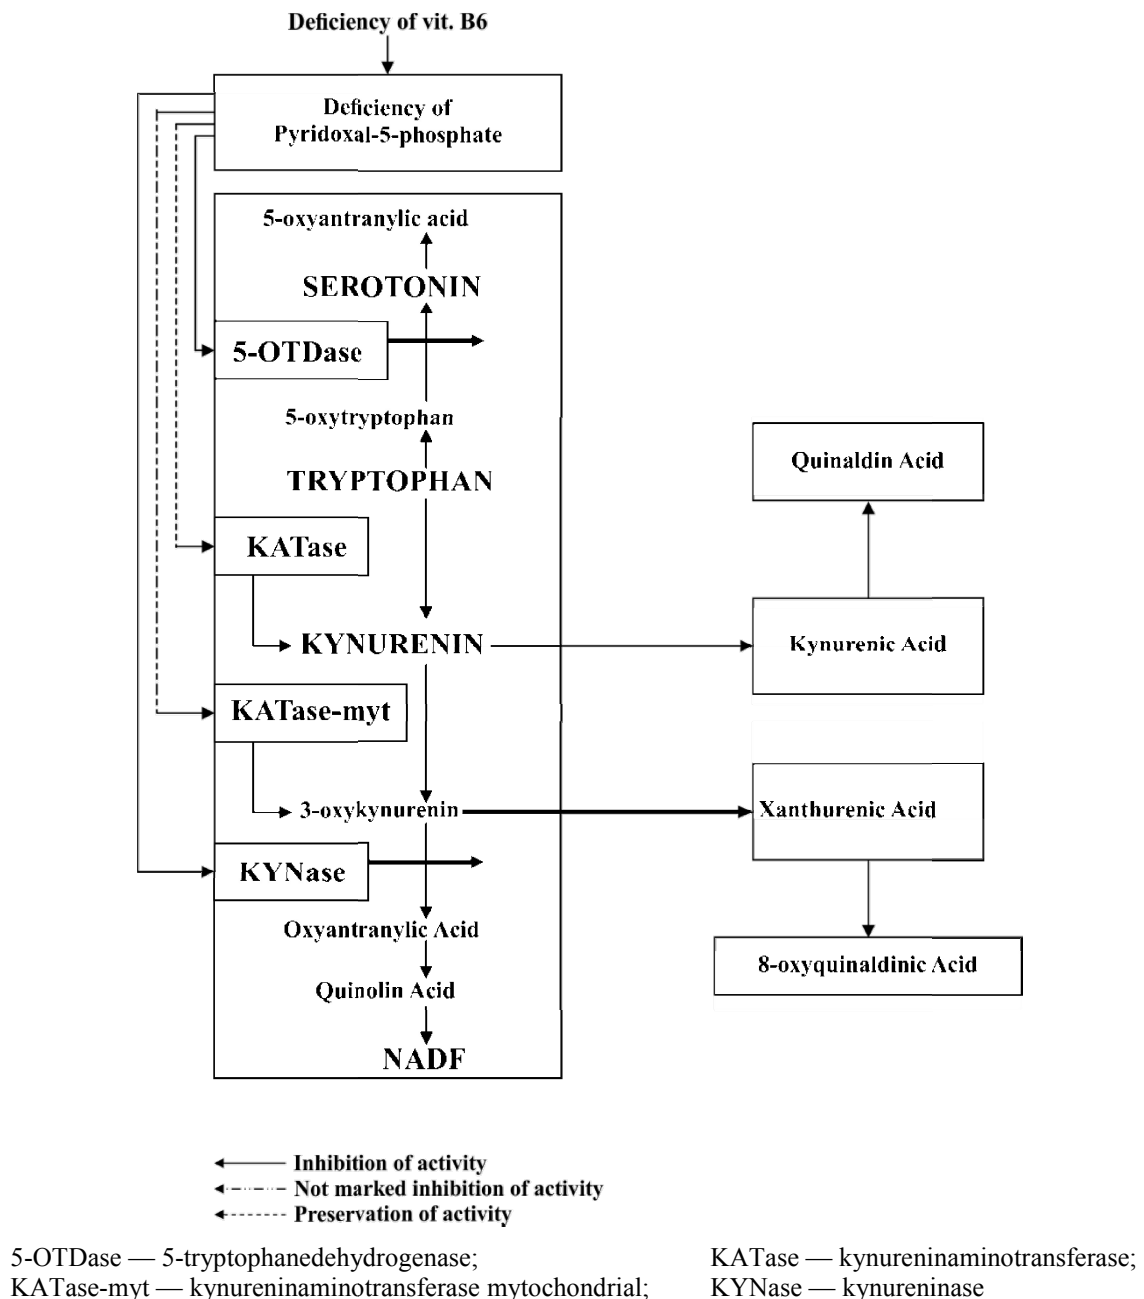 Deficiency of vit. B6
Deficiency of
Pyridoxal-5-phosphate
5-oxyantranylic acid
SEROTONIN
5-OTDase
5-oxytryptophan
TRYPTOPHAN
Quinaldin Acid
KATase
KYNURENIN
Kynurenic Acid
KATase-myt
3-oxykynurenin
Xanthurenic Acid
KYNase
Oxyantranylic Acid
8-oxyquinaldinic Acid
Quinolin Acid
NADF
Inhibition of activity
Not marked inhibition of activity
Preservation of activity
5-OTDase — 5-tryptophanedehydrogenase; KATase — kynureninaminotransferase;
KATase-myt — kynureninaminotransferase mytochondrial; KYNase — kynureninase